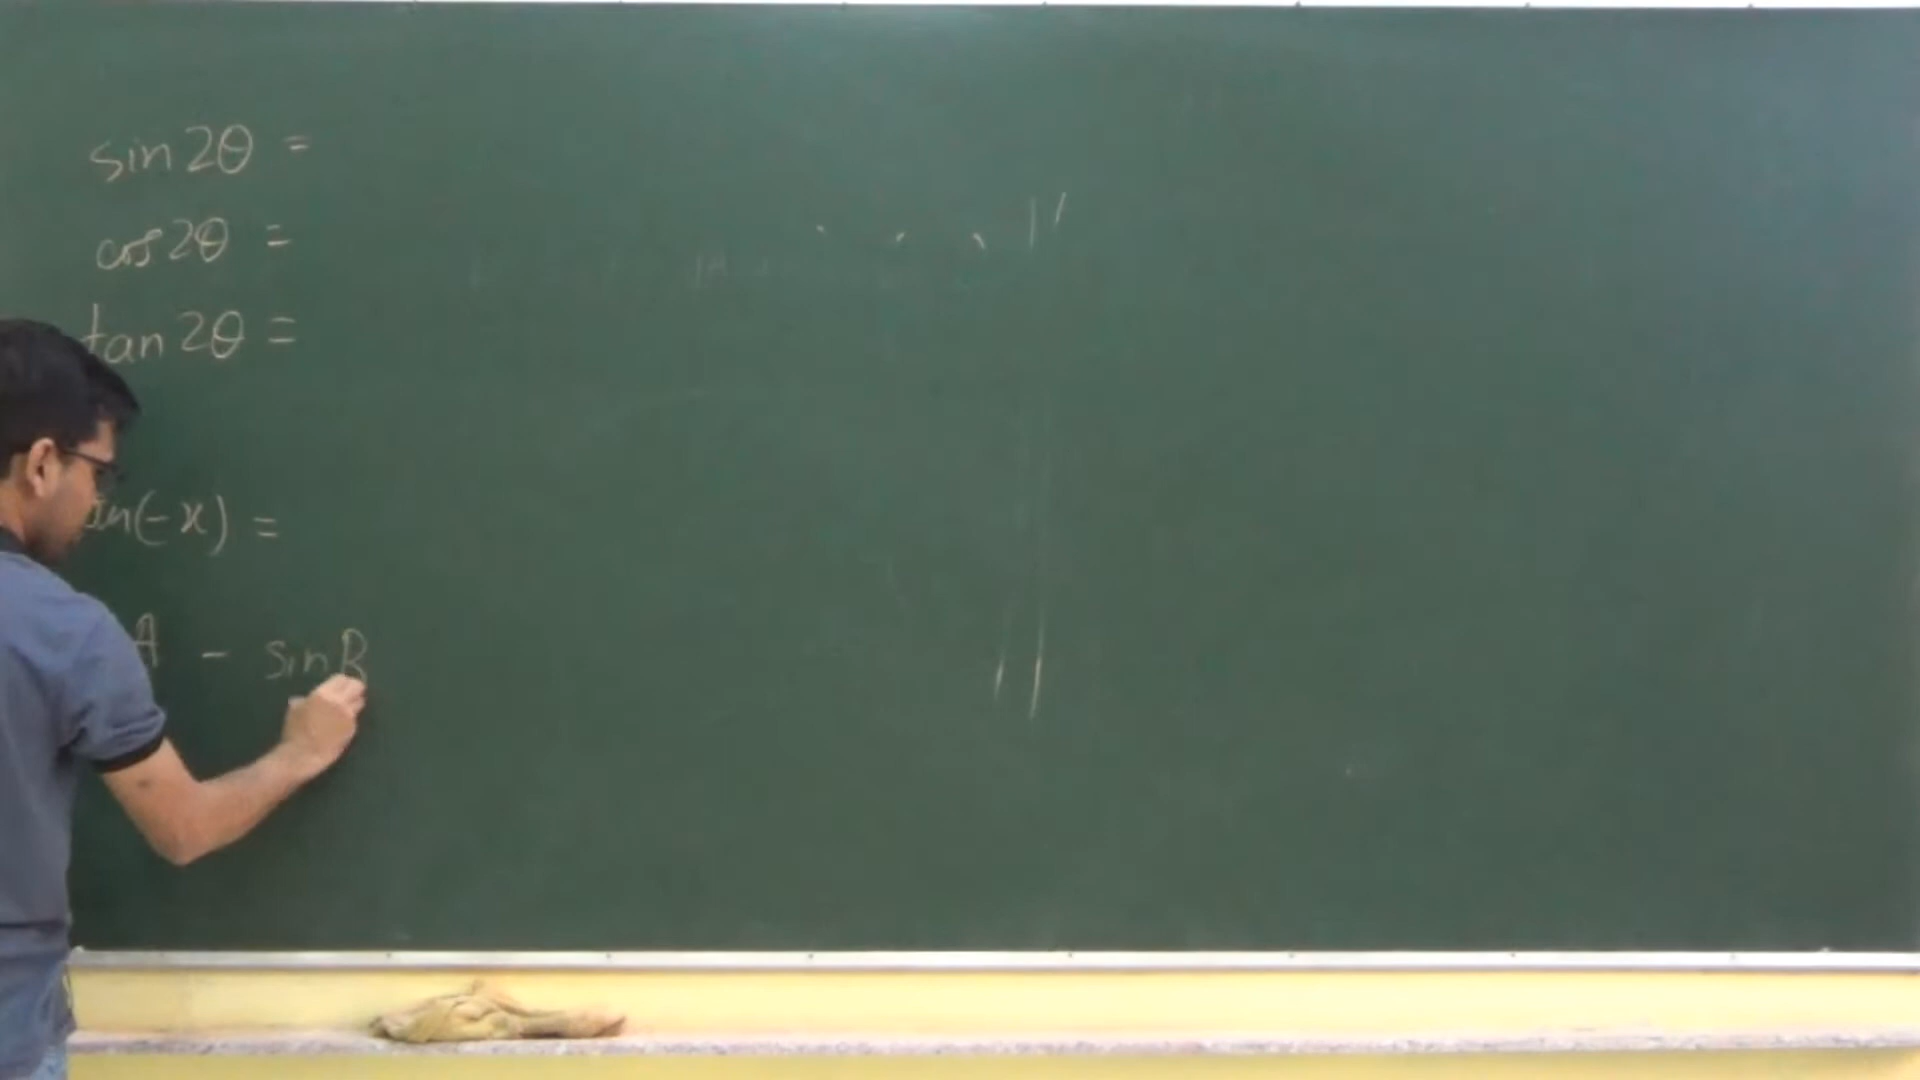 sin 2θ =
cos 2θ =
tan 2θ =
(-x) =
A - sin B